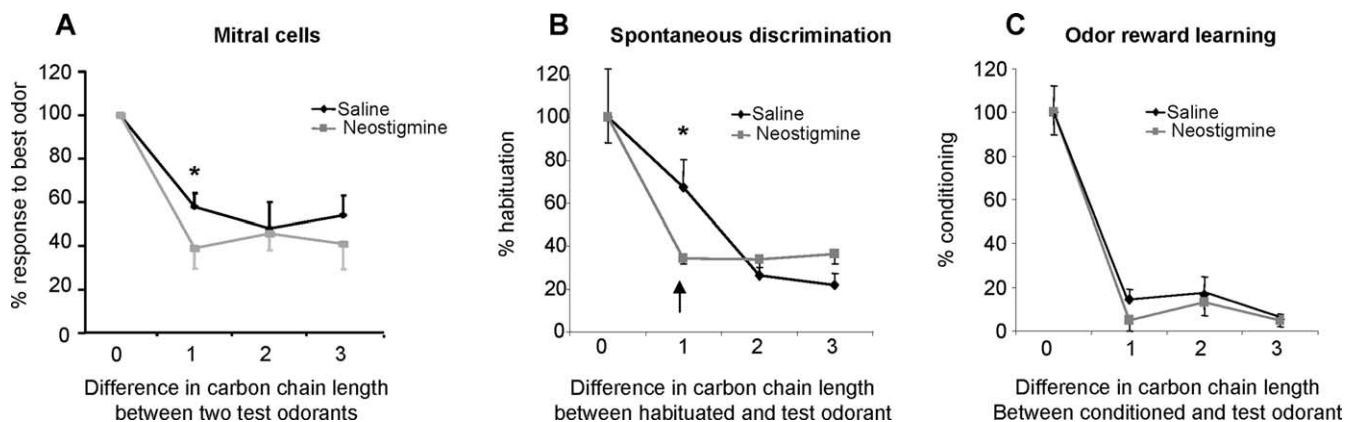 A
Mitral cells
% response to best odor
120
100
80
60
40
20
0
Saline
Neostigmine
*
0 1 2 3
Difference in carbon chain length
between two test odorants
B
Spontaneous discrimination
% habituation
120
100
80
60
40
20
0
Saline
Neostigmine
*
0 1 2 3
Difference in carbon chain length
between habituated and test odorant
C
Odor reward learning
% conditioning
120
100
80
60
40
20
0
Saline
Neostigmine
0 1 2 3
Difference in carbon chain length
Between conditioned and test odorant